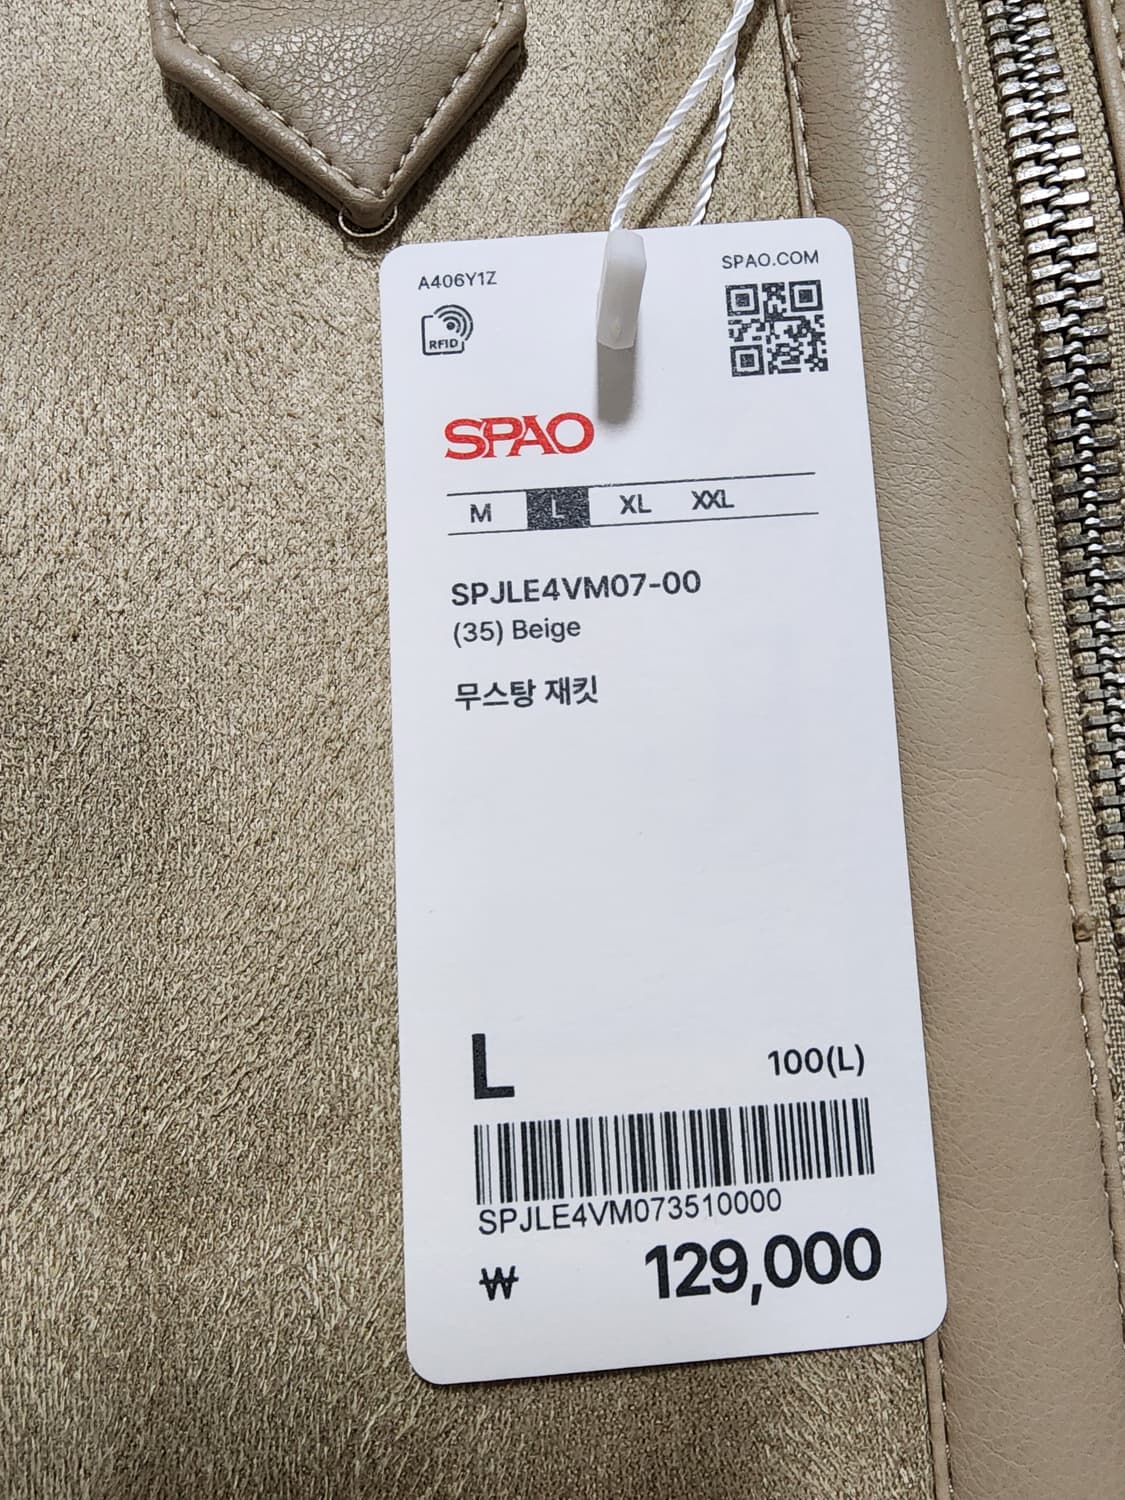 A406Y1Z
SPAO.COM
RFID
SPAO
M L XL XXL
SPJLE4VM07-00
(35) Beige
무스탕 재킷
L 100(L)
SPJLE4VM073510000
₩ 129,000